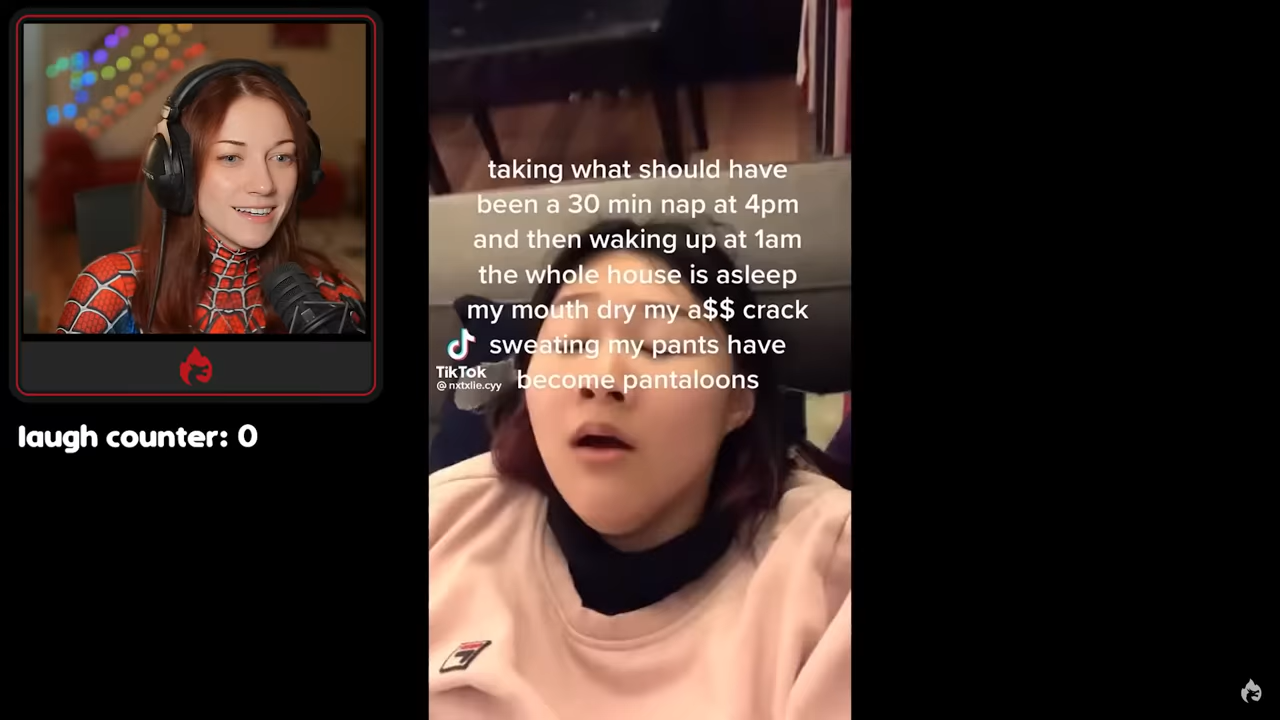 taking what should have
been a 30 min nap at 4pm
and then waking up at 1am
the whole house is asleep
my mouth dry my a$$ crack
sweating my pants have
become pantaloons
TikTok
@nxtxlie.cyy
laugh counter: 0